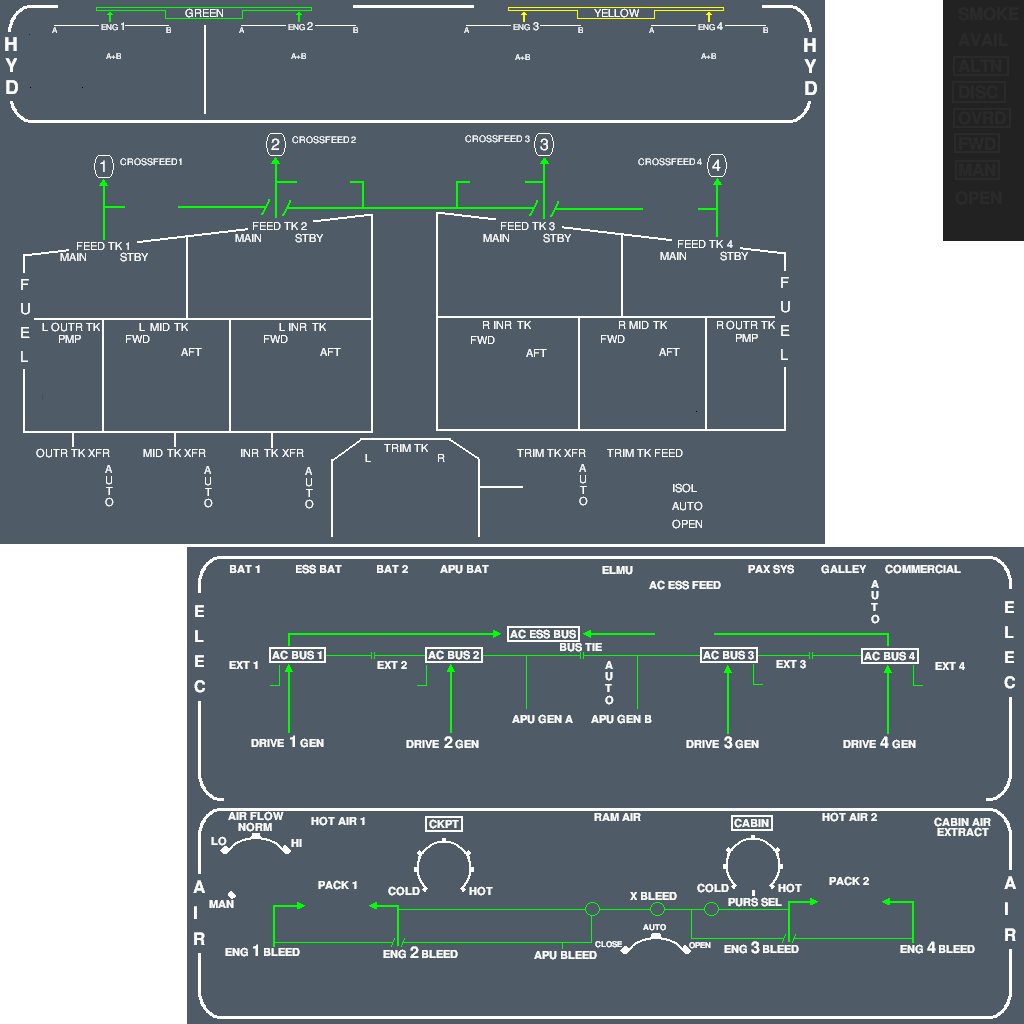 GREEN
YELLOW
A ENG 1 B
A ENG 2 B
A ENG 3 B
A ENG 4 B
A+B
A+B
A+B
A+B
HYD
HYD
SMOKE
AVAIL
ALTN
DISC
OVRD
FWD
MAN
OPEN
1 CROSSFEED1
2 CROSSFEED2
CROSSFEED 3 3
CROSSFEED4 4
FEED TK 1
MAIN STBY
FEED TK 2
MAIN STBY
FEED TK 3
MAIN STBY
FEED TK 4
MAIN STBY
FUEL
FUEL
L OUTR TK
PMP
L MID TK
FWD
AFT
L INR TK
FWD
AFT
R INR TK
FWD
AFT
R MID TK
FWD
AFT
R OUTR TK
PMP
OUTR TK XFR
AUTO
MID TK XFR
AUTO
INR TK XFR
AUTO
TRIM TK
L R
TRIM TK XFR
AUTO
TRIM TK FEED
ISOL
AUTO
OPEN
BAT 1 ESS BAT BAT 2 APU BAT ELMU PAX SYS GALLEY COMMERCIAL
AC ESS FEED
AUTO
ELEC
ELEC
AC ESS BUS
BUS TIE
AUTO
AC BUS 1 AC BUS 2 AC BUS 3 AC BUS 4
EXT 1 EXT 2 EXT 3 EXT 4
APU GEN A APU GEN B
DRIVE 1 GEN DRIVE 2 GEN DRIVE 3 GEN DRIVE 4 GEN
AIR FLOW
NORM
LO HI
MAN
HOT AIR 1
CKPT
COLD HOT
RAM AIR
CABIN
COLD HOT
PURS SEL
HOT AIR 2
CABIN AIR
EXTRACT
AIR
AIR
PACK 1
PACK 2
X BLEED
AUTO
CLOSE OPEN
ENG 1 BLEED ENG 2 BLEED APU BLEED ENG 3 BLEED ENG 4 BLEED